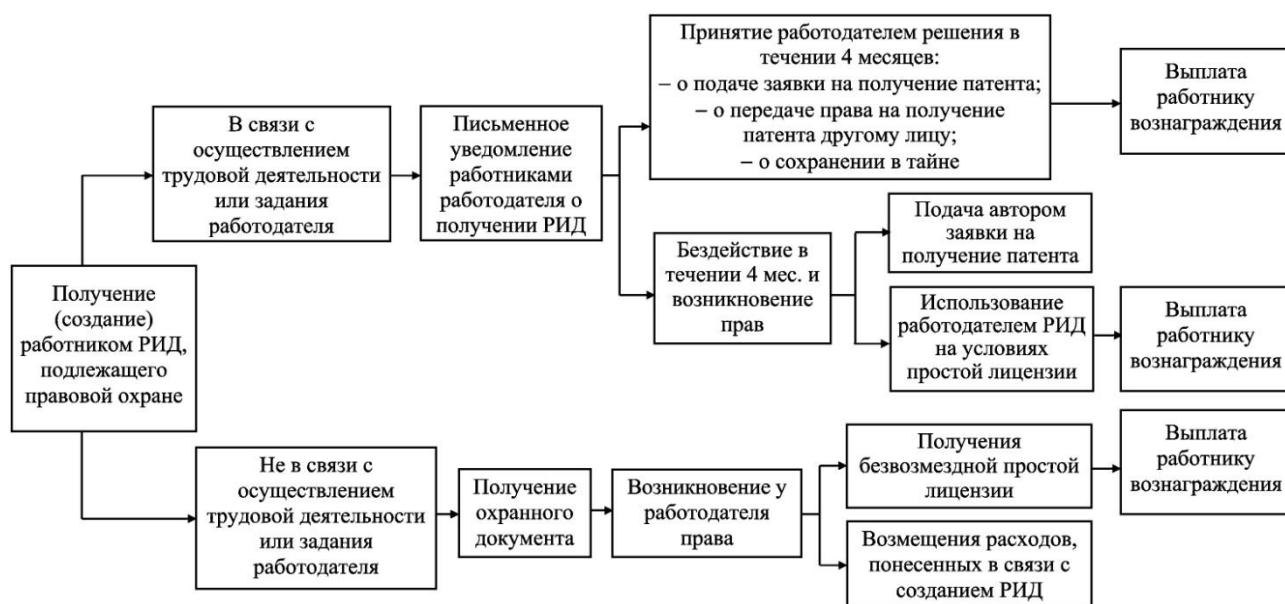 Получение
(создание)
работником РИД,
подлежащего
правовой охране
В связи с
осуществлением
трудовой деятельности
или задания
работодателя
Письменное
уведомление
работниками
работодателя о
получении РИД
Принятие работодателем решения в
течении 4 месяцев:
– о подаче заявки на получение патента;
– о передаче права на получение
патента другому лицу;
– о сохранении в тайне
Выплата
работнику
вознаграждения
Бездействие в
течении 4 мес. и
возникновение
прав
Подача автором
заявки на
получение патента
Использование
работодателем РИД
на условиях
простой лицензии
Выплата
работнику
вознаграждения
Не в связи с
осуществлением
трудовой деятельности
или задания
работодателя
Получение
охранного
документа
Возникновение у
работодателя
права
Получения
безвозмездной простой
лицензии
Выплата
работнику
вознаграждения
Возмещения расходов,
понесенных в связи с
созданием РИД